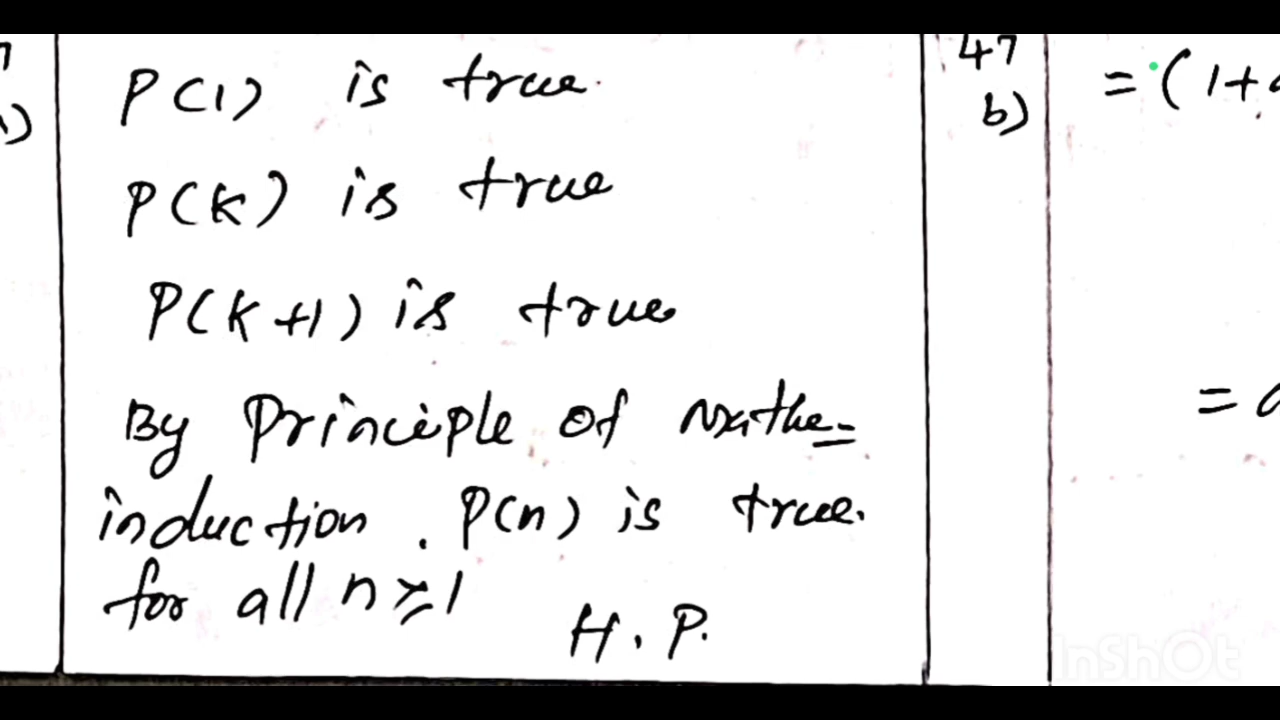 P(1) is true.
P(k) is true
P(k+1) is true
By Principle of Mathe=
induction. P(n) is true.
for all n ≥ 1
H. P.
47
b)
= (1+
=
InShOt